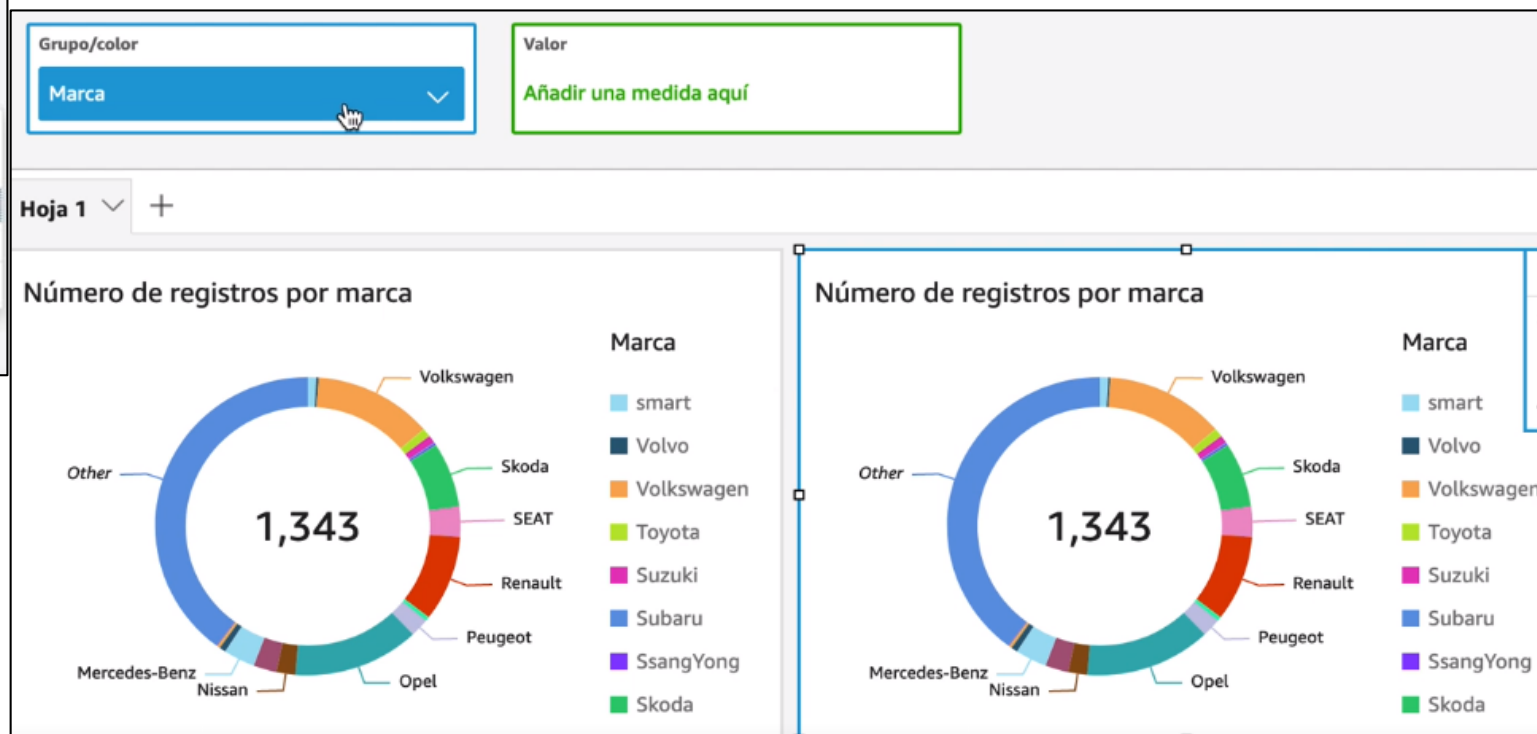 Grupo/color
Marca
Valor
Añadir una medida aquí
Hoja 1
Número de registros por marca
Marca
smart
Volvo
Volkswagen
Toyota
Suzuki
Subaru
SsangYong
Skoda
Volkswagen
Skoda
SEAT
Renault
Peugeot
Opel
Nissan
Mercedes-Benz
Other
1,343
Número de registros por marca
Marca
smart
Volvo
Volkswagen
Toyota
Suzuki
Subaru
SsangYong
Skoda
Volkswagen
Skoda
SEAT
Renault
Peugeot
Opel
Nissan
Mercedes-Benz
Other
1,343